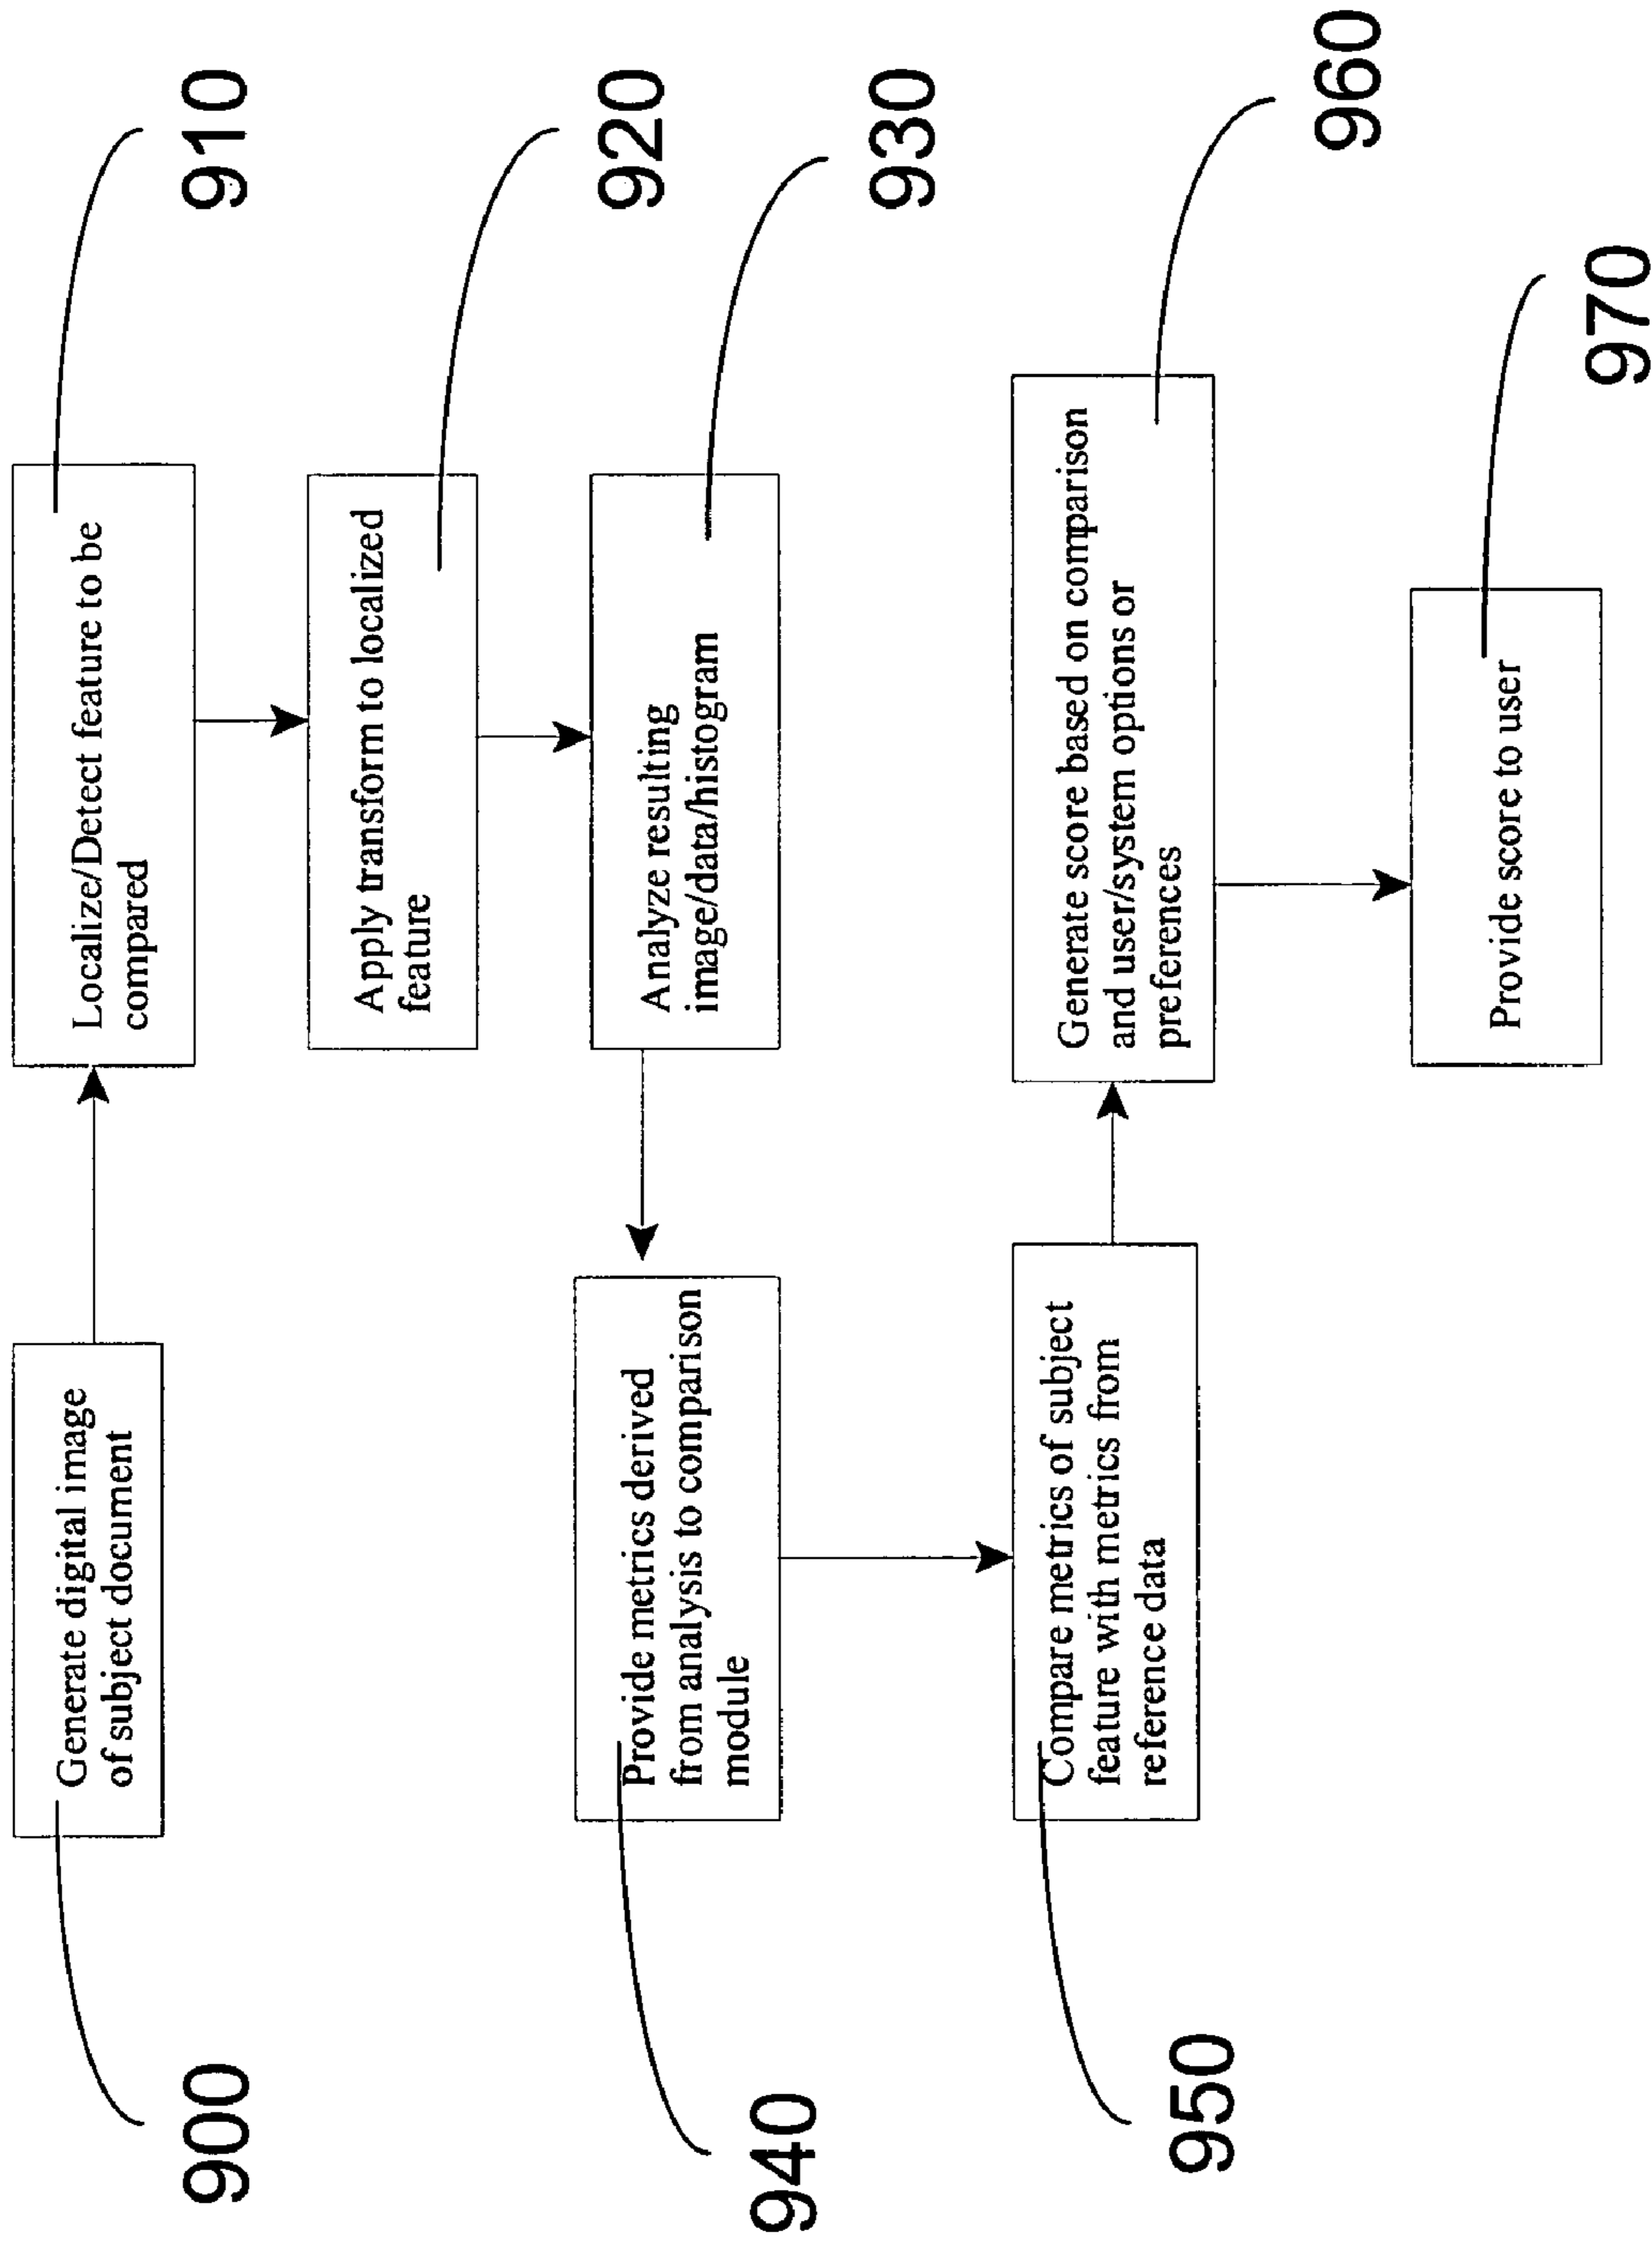 900
Generate digital image
of subject document
Localize/Detect feature to be
compared
910
Apply transform to localized
feature
920
Analyze resulting
image/data/histogram
930
940
Provide metrics derived
from analysis to comparison
module
950
Compare metrics of subject
feature with metrics from
reference data
Generate score based on comparison
and user/system options or
preferences
960
Provide score to user
970